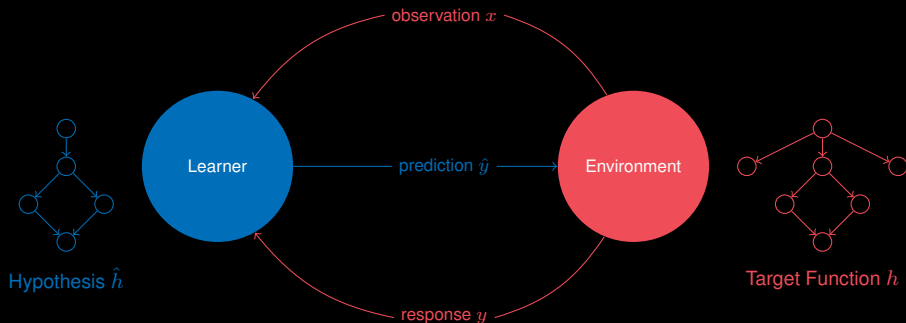 observation x
Learner
prediction ŷ
Environment
Hypothesis ĥ
Target Function h
response y